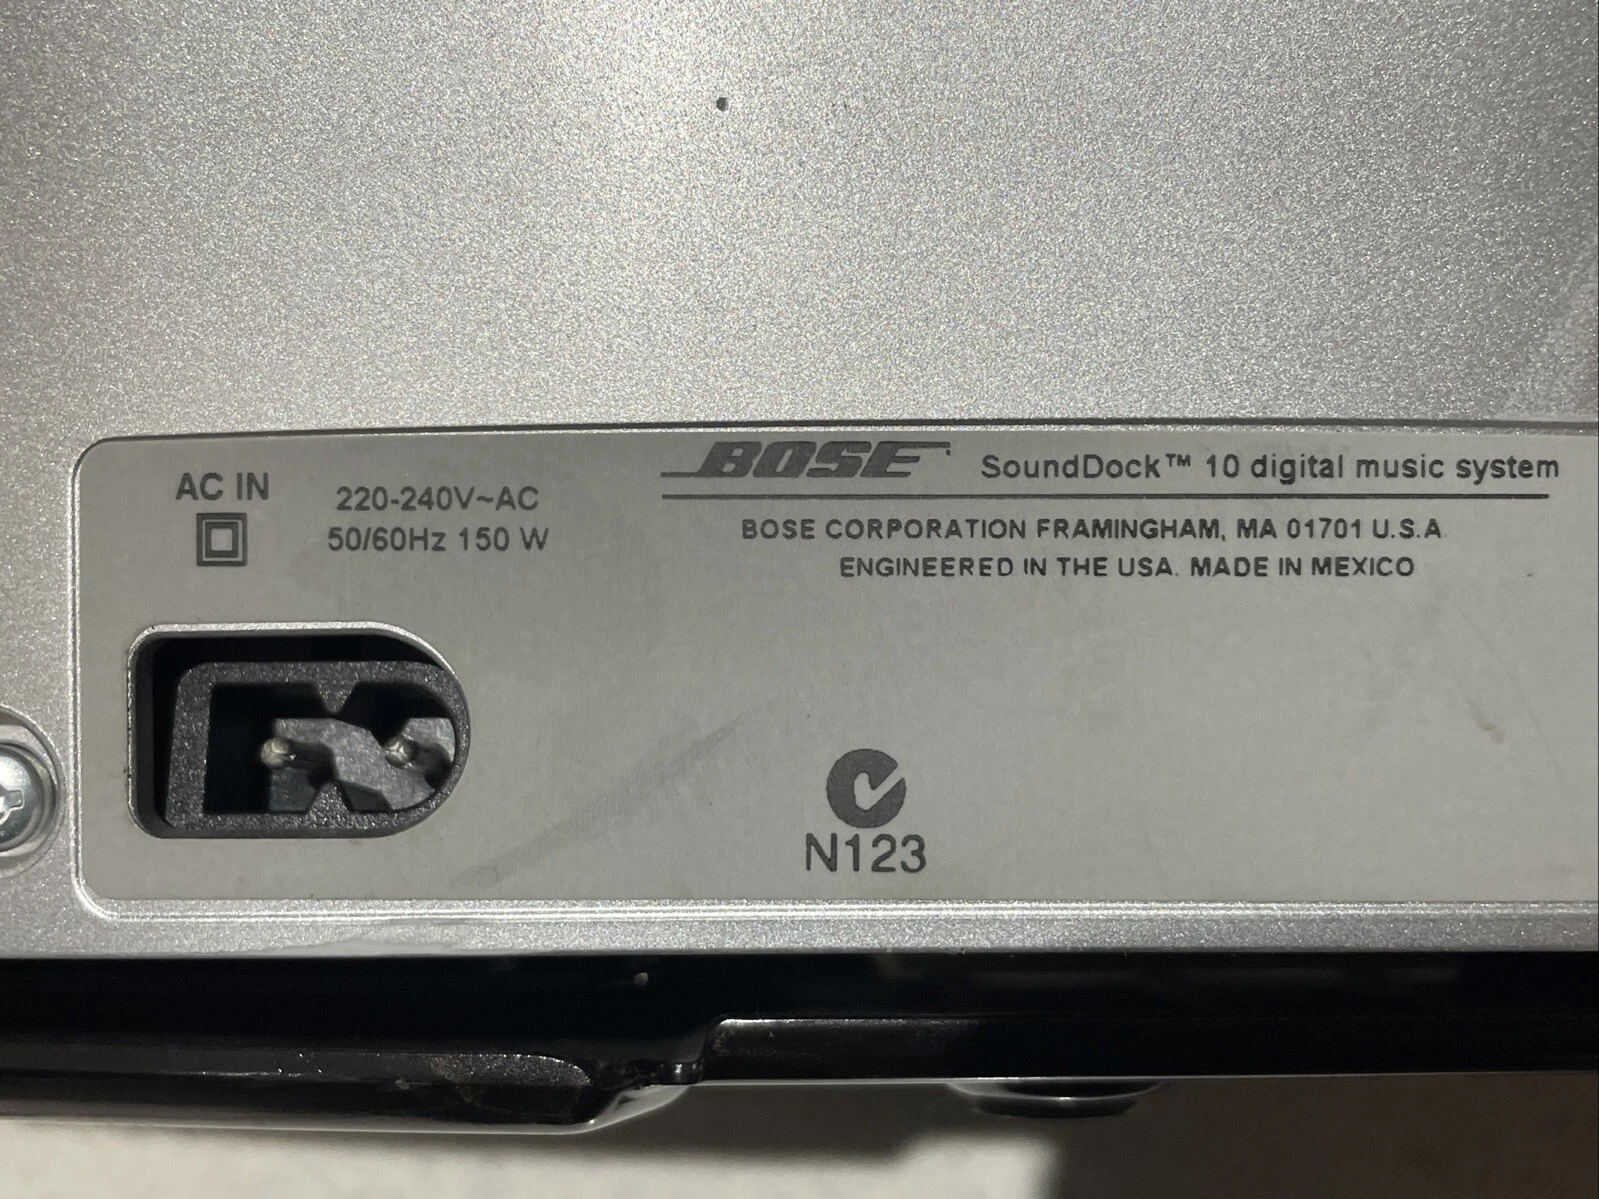 AC IN
220-240V~AC
50/60Hz 150 W
BOSE SoundDock™ 10 digital music system
BOSE CORPORATION FRAMINGHAM, MA 01701 U.S.A
ENGINEERED IN THE USA. MADE IN MEXICO
N123